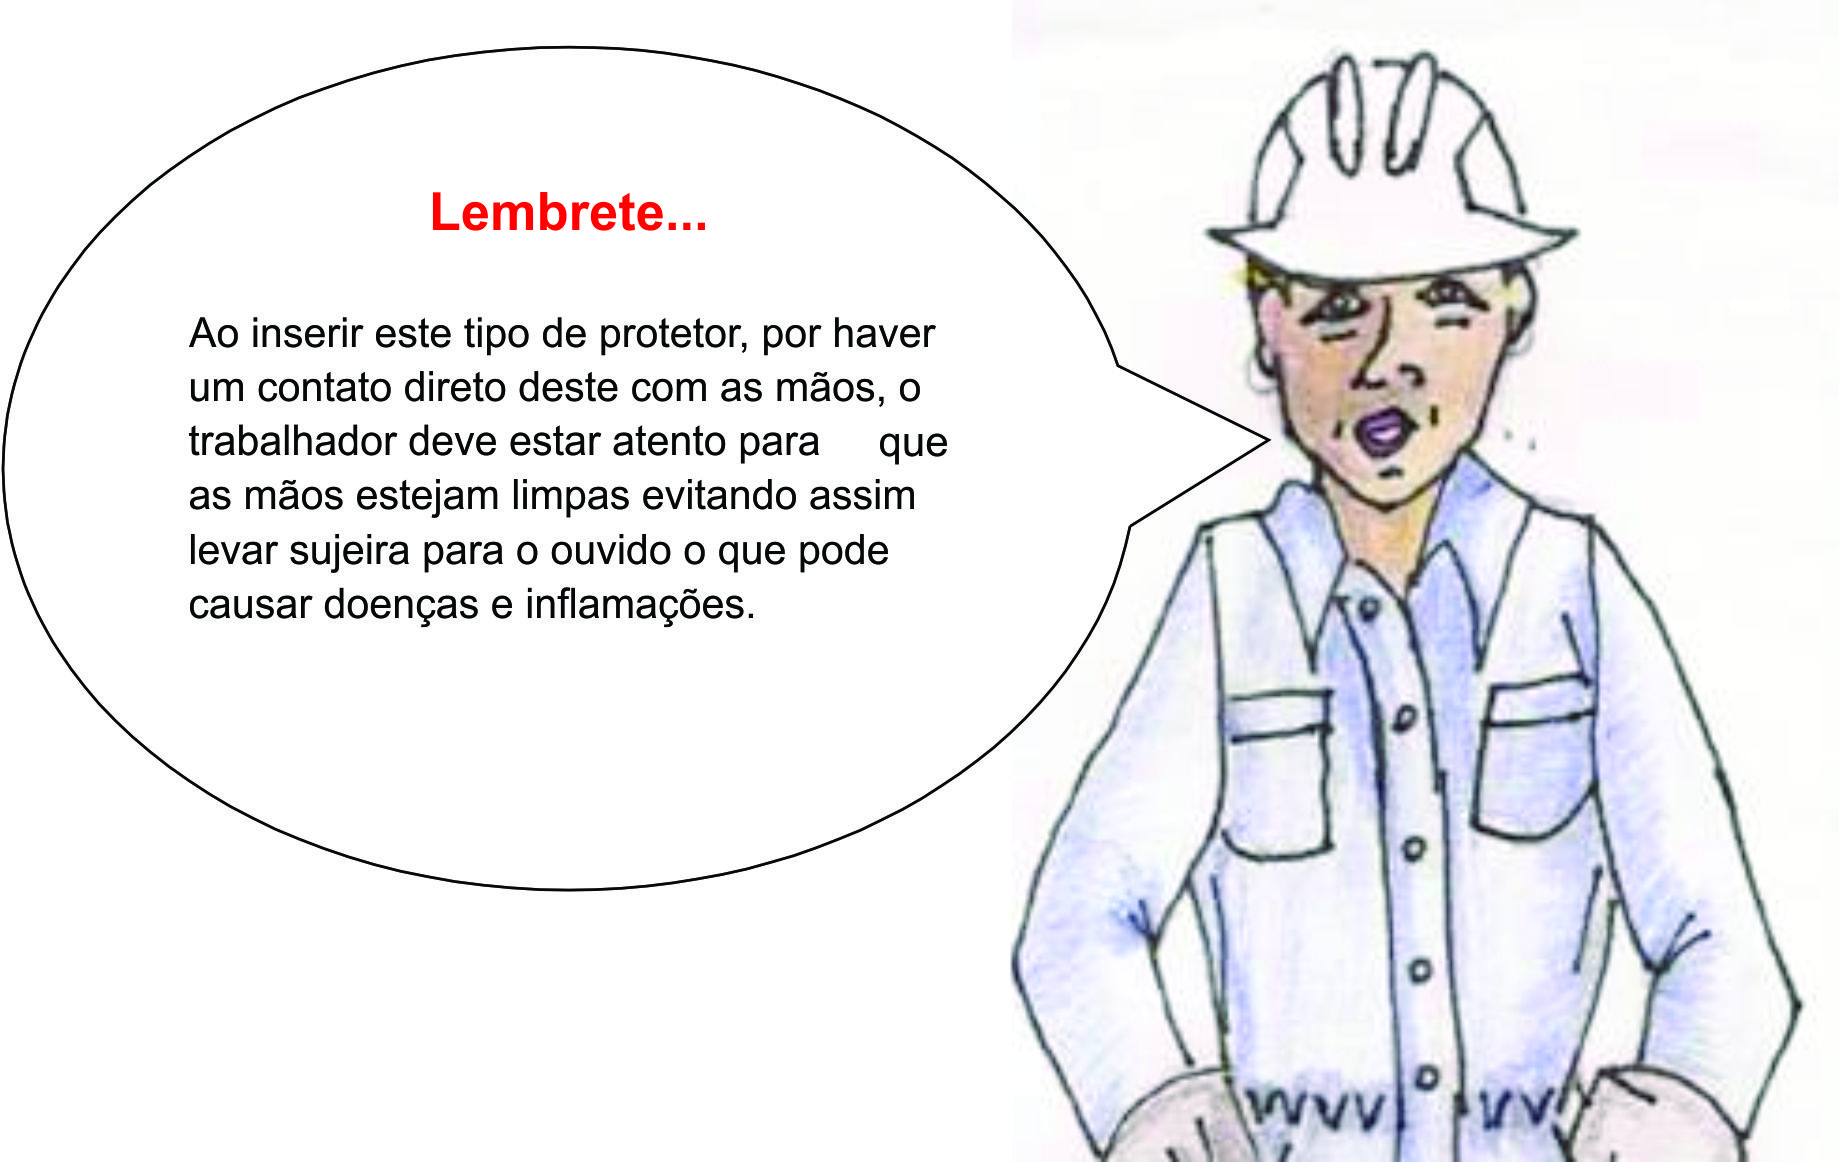 Lembrete...
Ao inserir este tipo de protetor, por haver
um contato direto deste com as mãos, o
trabalhador deve estar atento para que
as mãos estejam limpas evitando assim
levar sujeira para o ouvido o que pode
causar doenças e inflamações.